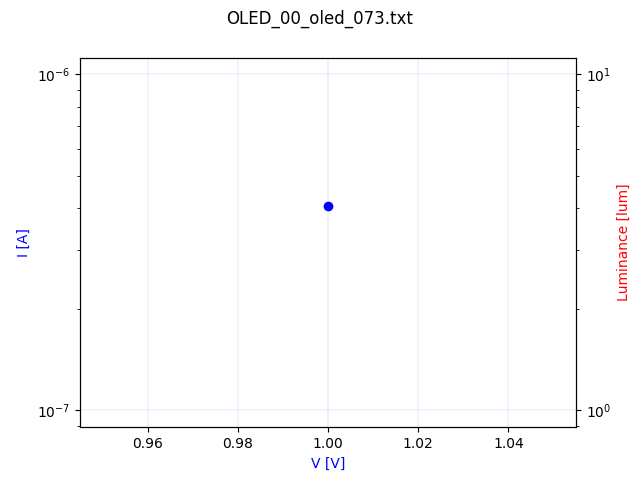 OLED_00_oled_073.txt
10⁻⁶
10⁻⁷
I [A]
10¹
10⁰
Luminance [lum]
0.96 0.98 1.00 1.02 1.04
V [V]